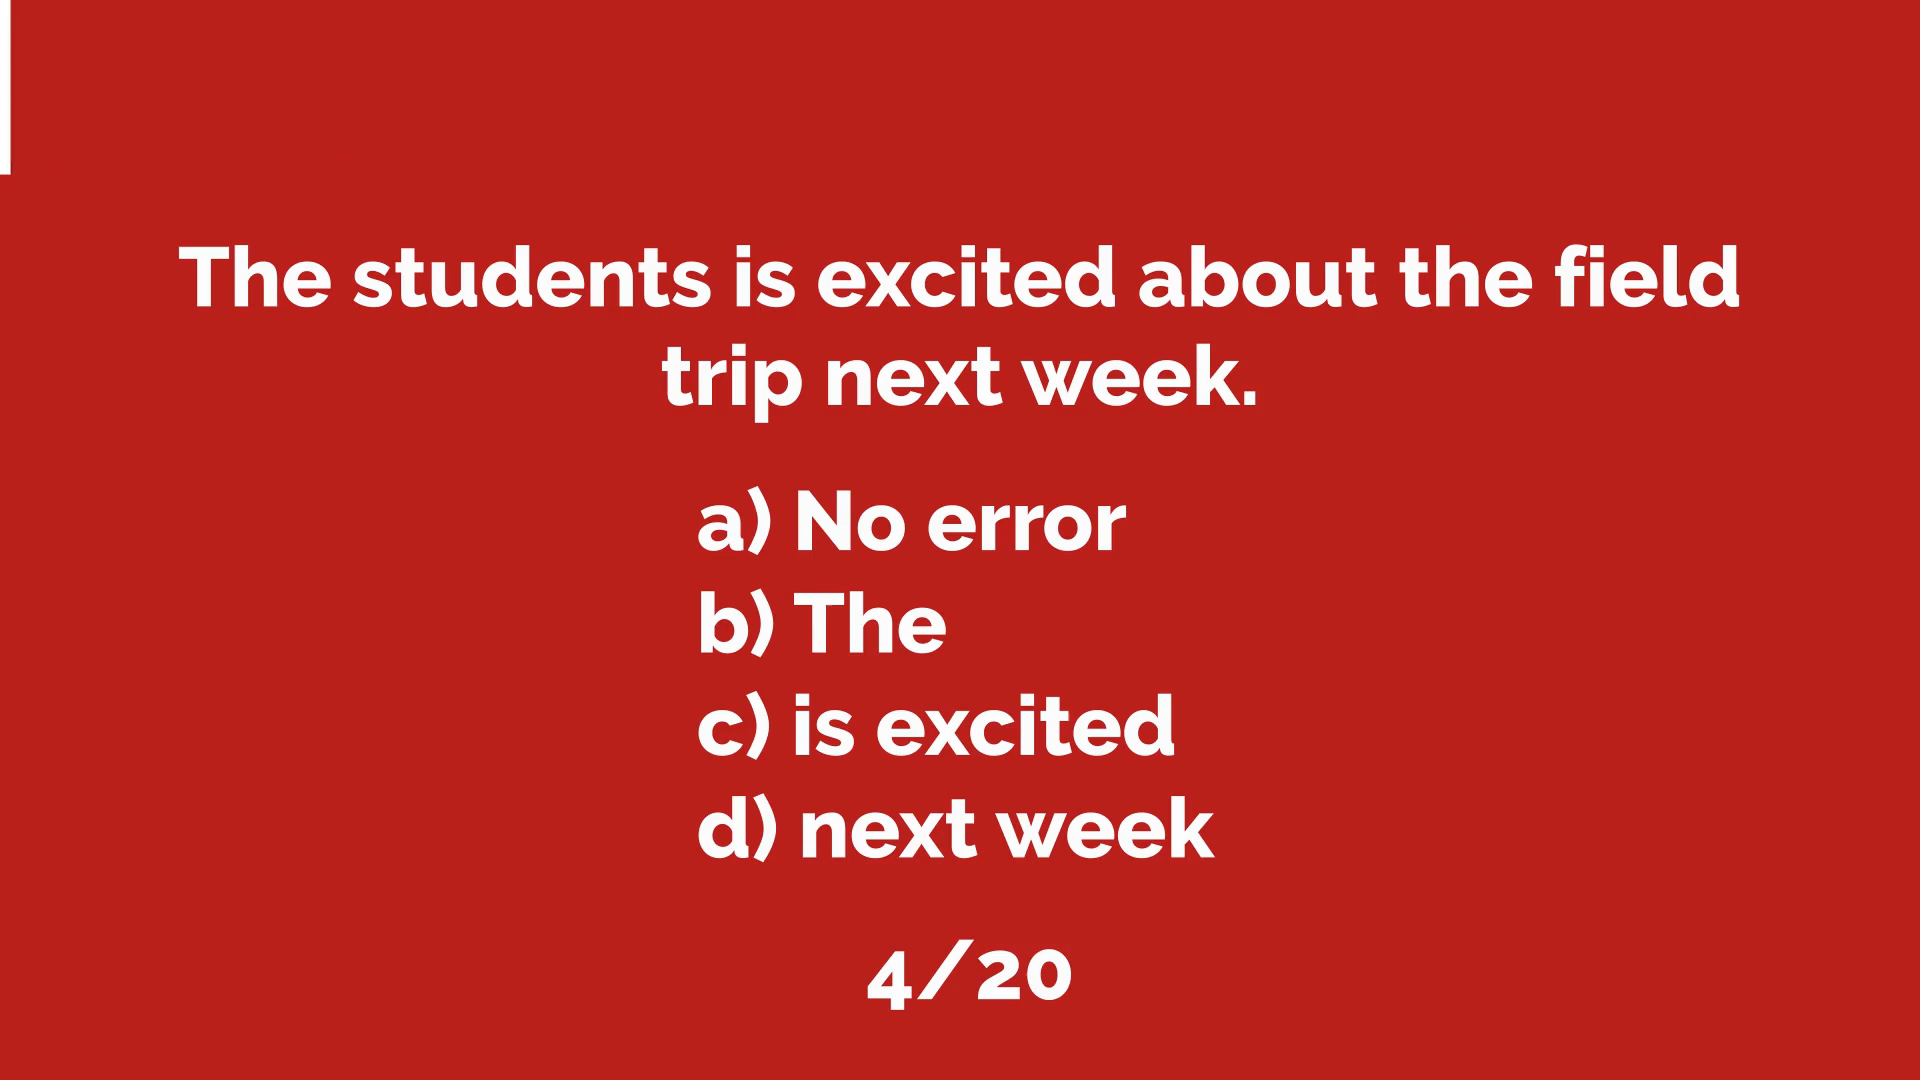 The students is excited about the field
trip next week.
a) No error
b) The
c) is excited
d) next week
4/20